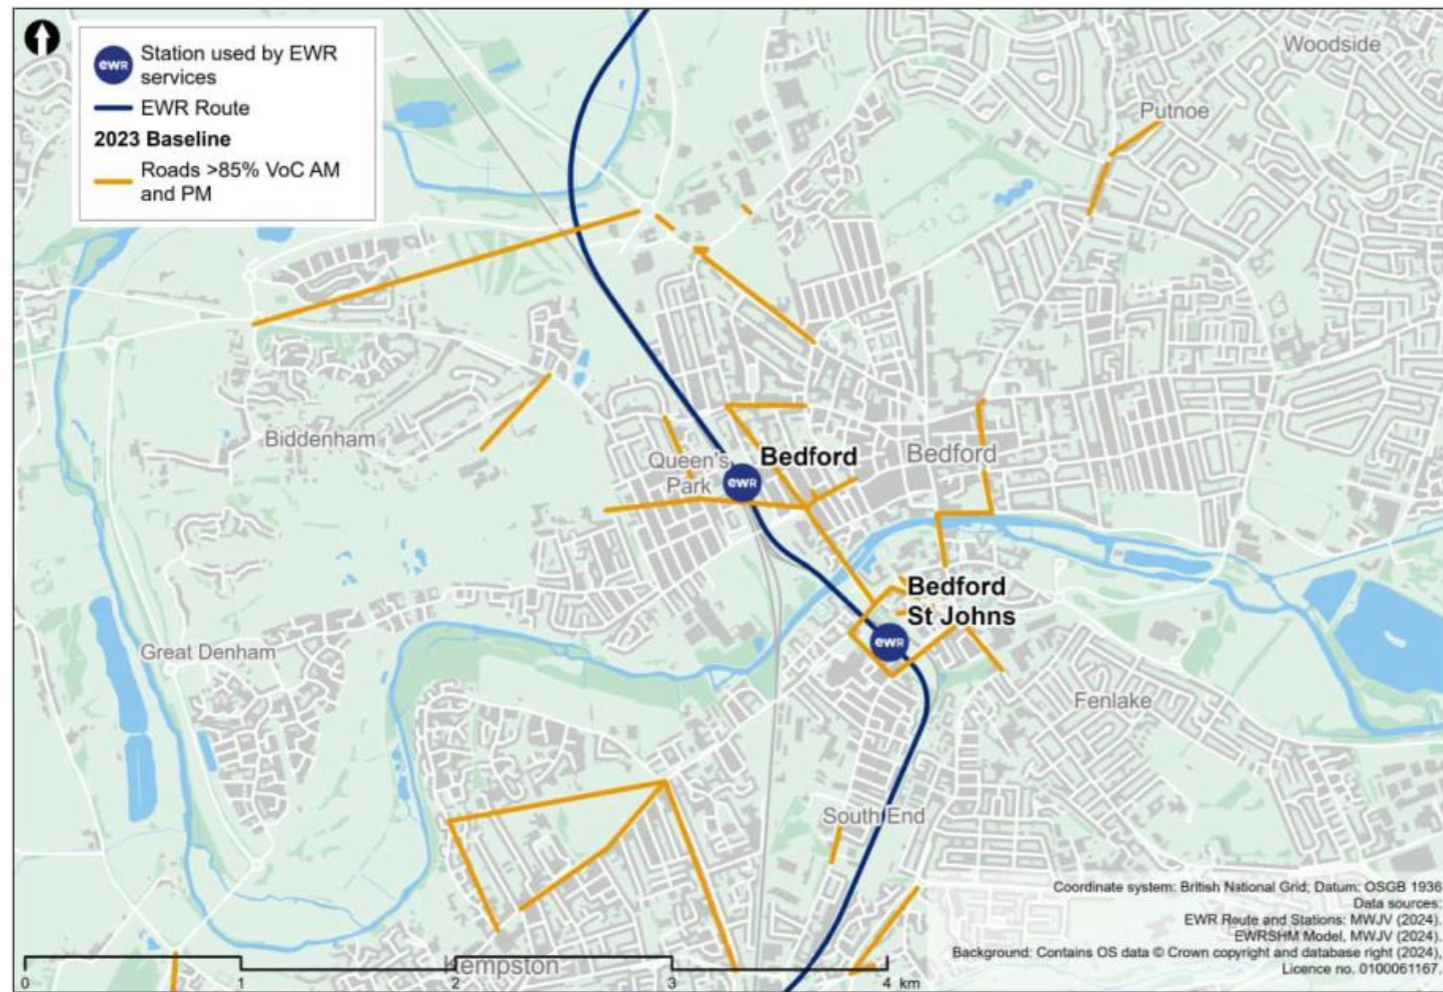 ewr
Station used by EWR
services
EWR Route
2023 Baseline
Roads >85% VoC AM
and PM
Woodside
Putnoe
Biddenham
Queen's
Park
ewr
Bedford
Bedford
Bedford
St Johns
ewr
Great Denham
Fenlake
South End
Kempston
0
1
2
3
4 km
Coordinate system: British National Grid; Datum: OSGB 1936
Data sources:
EWR Route and Stations: MWJV (2024).
EWRSHM Model, MWJV (2024).
Background: Contains OS data © Crown copyright and database right (2024),
Licence no. 0100061167.